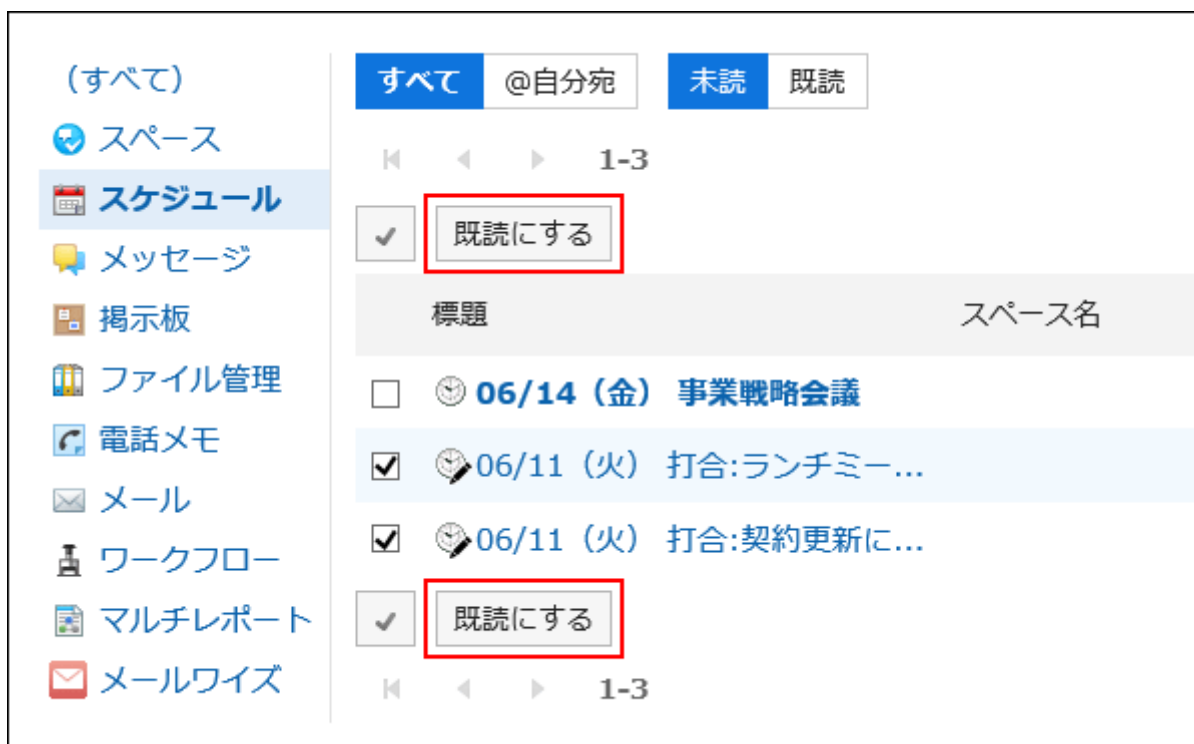 (すべて)
スペース
スケジュール
メッセージ
掲示板
ファイル管理
電話メモ
メール
ワークフロー
マルチレポート
メールワイズ
すべて @自分宛 未読 既読
1-3
既読にする
標題 スペース名
06/14（金） 事業戦略会議
06/11（火） 打合:ランチミー...
06/11（火） 打合:契約更新に...
既読にする
1-3